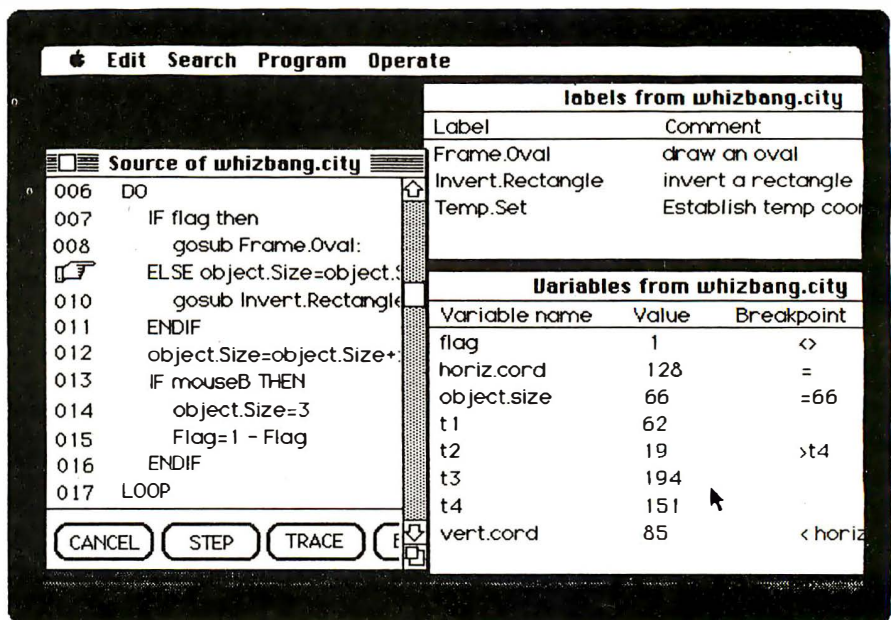 Edit Search Program Operate
labels from whizbang.city
Label Comment
Frame.Oval draw an oval
Invert.Rectangle invert a rectangle
Temp.Set Establish temp coor
Source of whizbang.city
006 DO
007 IF flag then
008 gosub Frame.Oval:
ELSE object.Size=object.S
010 gosub Invert.Rectangle
011 ENDIF
012 object.Size=object.Size+
013 IF mouseB THEN
014 object.Size=3
015 Flag=1 - Flag
016 ENDIF
017 LOOP
CANCEL STEP TRACE
Variables from whizbang.city
Variable name Value Breakpoint
flag 1 <>
horiz.cord 128 =
object.size 66 =66
t1 62
t2 19 >t4
t3 194
t4 151
vert.cord 85 < horiz